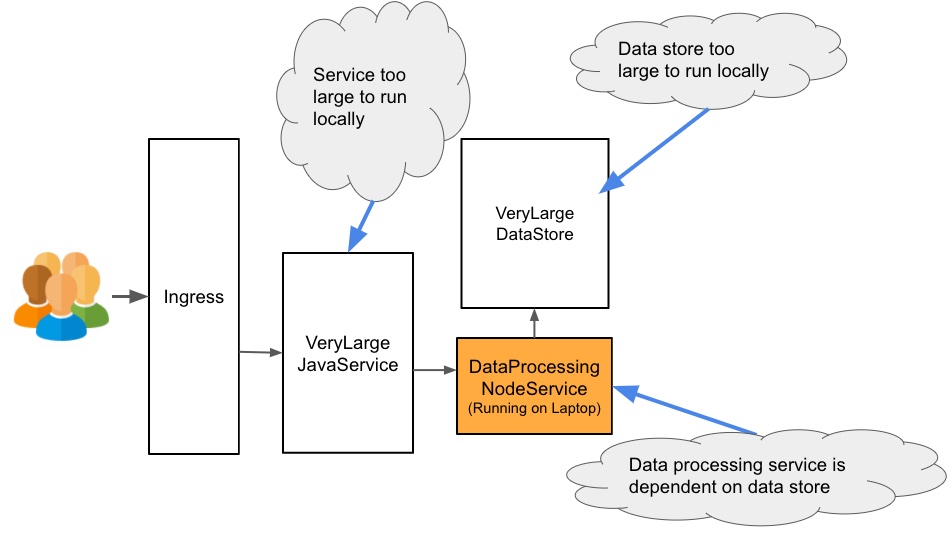 Service too
large to run
locally
Data store too
large to run locally
Ingress
VeryLarge
JavaService
VeryLarge
DataStore
DataProcessing
NodeService
(Running on Laptop)
Data processing service is
dependent on data store